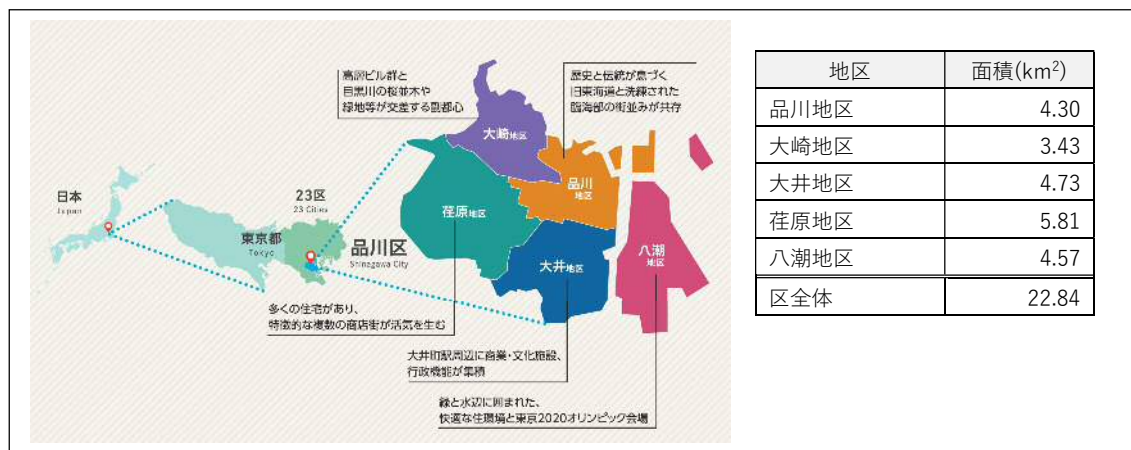 高層ビル群と
目黒川の桜並木や
緑地等が交差する副都心
歴史と伝統が息づく
旧東海道と洗練された
臨海部の街並みが共存
大崎地区
品川
地区
荏原地区
大井地区
八潮
地区
日本
Japan
23区
23 Cities
東京都
Tokyo
品川区
Shinagawa City
多くの住宅があり、
特徴的な複数の商店街が活気を生む
大井町駅周辺に商業・文化施設、
行政機能が集積
緑と水辺に囲まれた、
快適な住環境と東京2020オリンピック会場
地区 面積(km²)
品川地区 4.30
大崎地区 3.43
大井地区 4.73
荏原地区 5.81
八潮地区 4.57
区全体 22.84